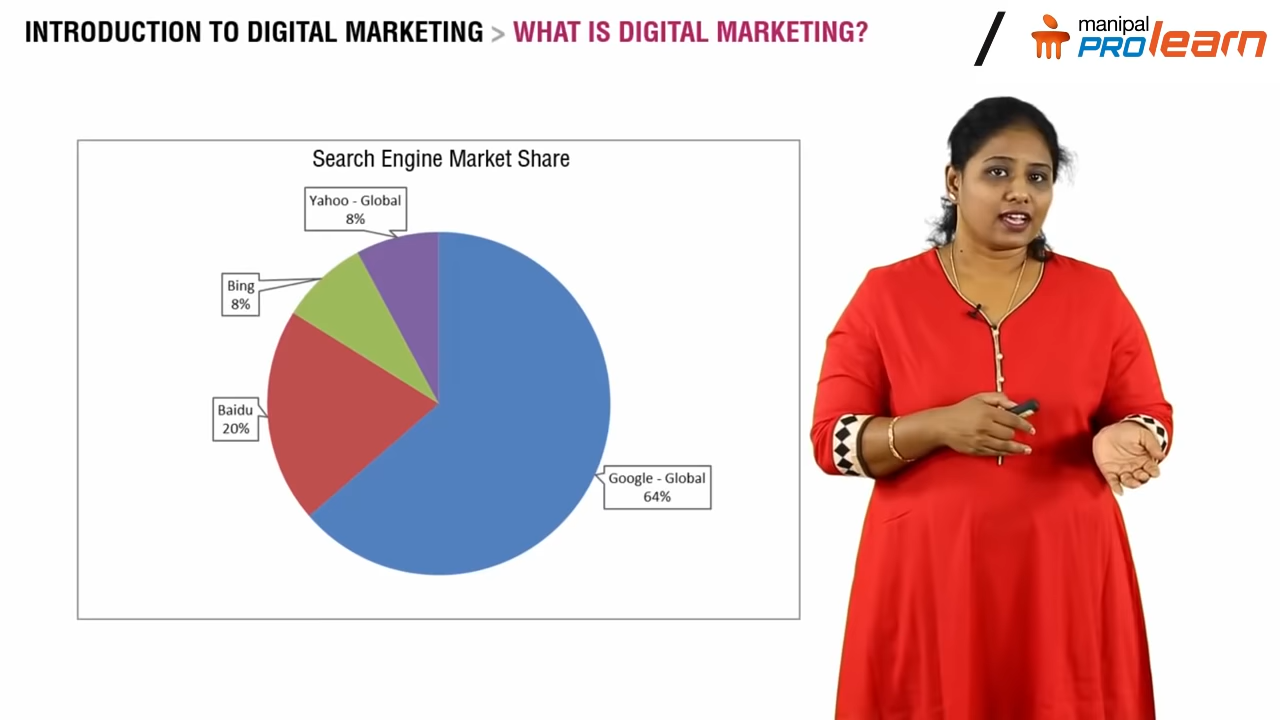 INTRODUCTION TO DIGITAL MARKETING > WHAT IS DIGITAL MARKETING?
manipal
PROlearn
Search Engine Market Share
Yahoo - Global
8%
Bing
8%
Baidu
20%
Google - Global
64%